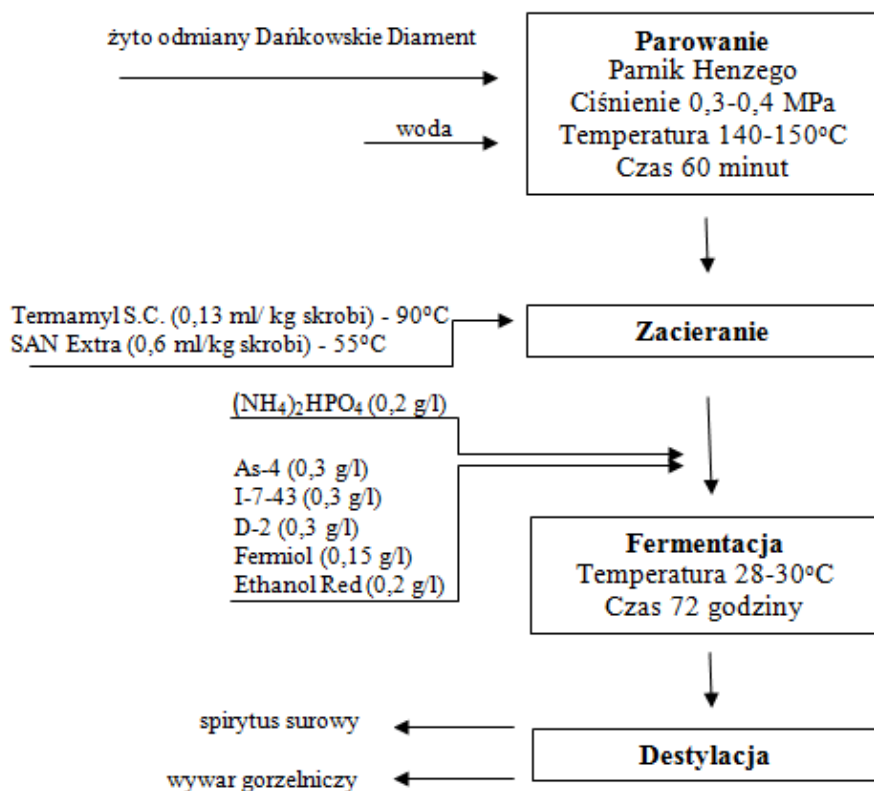 żyto odmiany Dańkowskie Diament
woda
Parowanie
Parnik Henzego
Ciśnienie 0,3-0,4 MPa
Temperatura 140-150°C
Czas 60 minut
Termamyl S.C. (0,13 ml/ kg skrobi) - 90°C
SAN Extra (0,6 ml/kg skrobi) - 55°C
Zacieranie
(NH₄)₂HPO₄ (0,2 g/l)
As-4 (0,3 g/l)
I-7-43 (0,3 g/l)
D-2 (0,3 g/l)
Fermiol (0,15 g/l)
Ethanol Red (0,2 g/l)
Fermentacja
Temperatura 28-30°C
Czas 72 godziny
spirytus surowy
wywar gorzelniczy
Destylacja